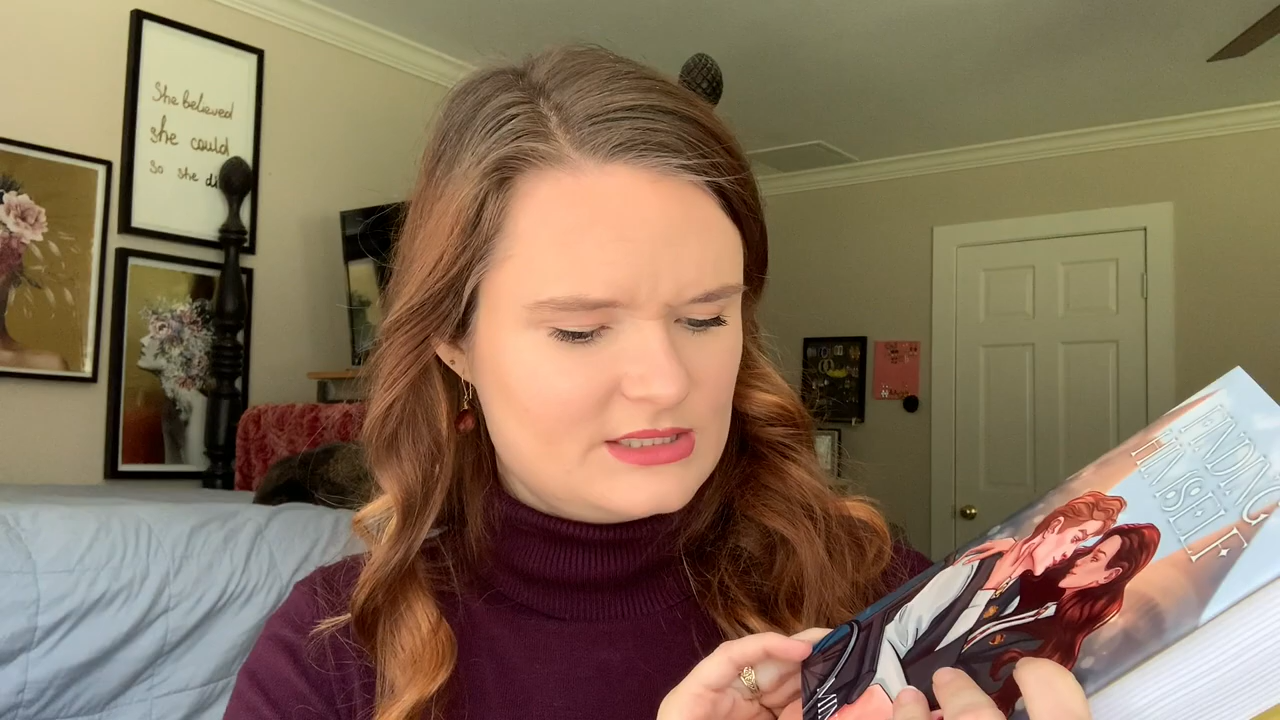 She believed
she could
so she di
FINDING
HIMSELF